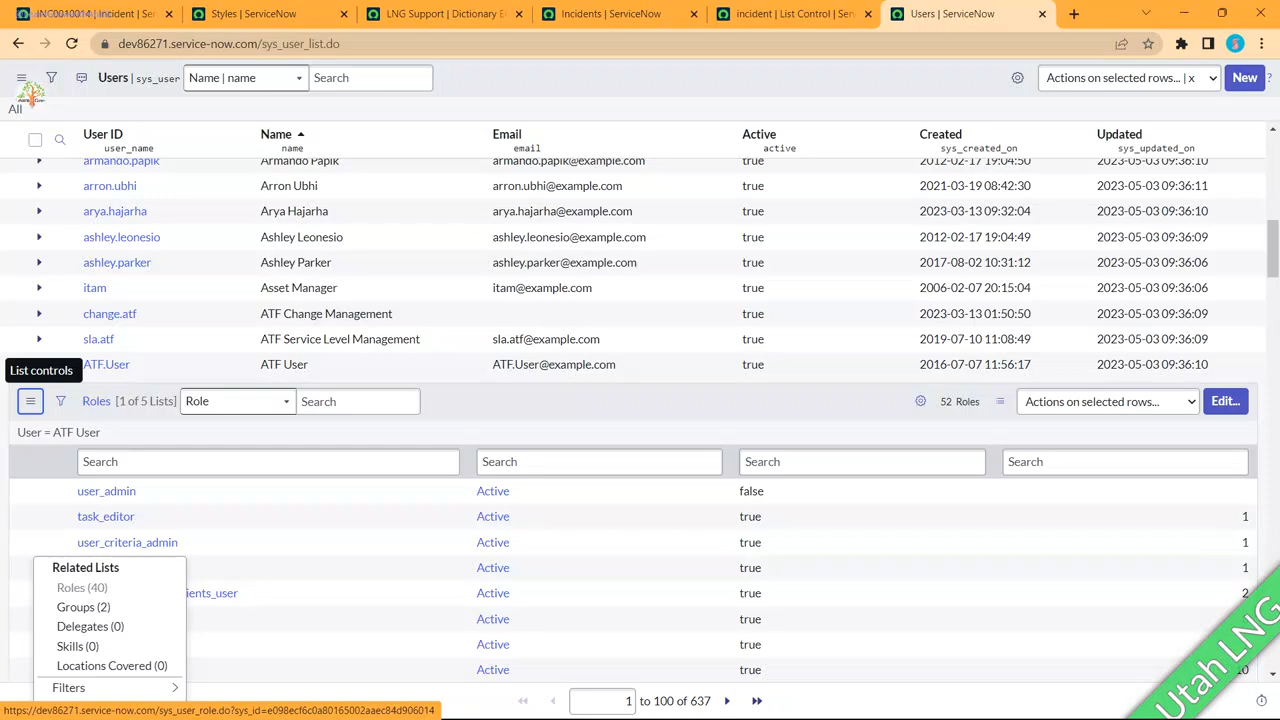 INC0010014 | Incident | S
Styles | ServiceNow
LNG Support | Dictionary E
Incidents | ServiceNow
incident | List Control | Serv
Users | ServiceNow
dev86271.service-now.com/sys_user_list.do
Users | sys_user
Name | name
Search
Actions on selected rows... | x
New
?
All
User ID Name Email Active Created Updated
user_name name email active sys_created_on sys_updated_on
armando.papik Armando Papik armando.papik@example.com true 2012-02-17 19:04:50 2023-05-03 09:36:10
arron.ubhi Arron Ubhi arron.ubhi@example.com true 2021-03-19 08:42:30 2023-05-03 09:36:11
arya.hajarha Arya Hajarha arya.hajarha@example.com true 2023-03-13 09:32:04 2023-05-03 09:36:10
ashley.leonesio Ashley Leonesio ashley.leonesio@example.com true 2012-02-17 19:04:49 2023-05-03 09:36:09
ashley.parker Ashley Parker ashley.parker@example.com true 2017-08-02 10:31:12 2023-05-03 09:36:06
itam Asset Manager itam@example.com true 2006-02-07 20:15:04 2023-05-03 09:36:06
change.atf ATF Change Management true 2023-03-13 01:50:50 2023-05-03 09:36:09
sla.atf ATF Service Level Management sla.atf@example.com true 2019-07-10 11:08:49 2023-05-03 09:36:09
List controls
ATF.User ATF User ATF.User@example.com true 2016-07-07 11:56:17 2023-05-03 09:36:10
Roles [1 of 5 Lists] Role Search 52 Roles Actions on selected rows... Edit...
User = ATF User
Search Search Search Search
user_admin Active false
task_editor Active true 1
user_criteria_admin Active true 1
Active true 1
ients_user Active true 2
Active true
Active true
Active true
Related Lists
Roles (40)
Groups (2)
Delegates (0)
Skills (0)
Locations Covered (0)
Filters
1 to 100 of 637
https://dev86271.service-now.com/sys_user_role.do?sys_id=e098ecf6c0a80165002aaec84d906014
Utah LNG